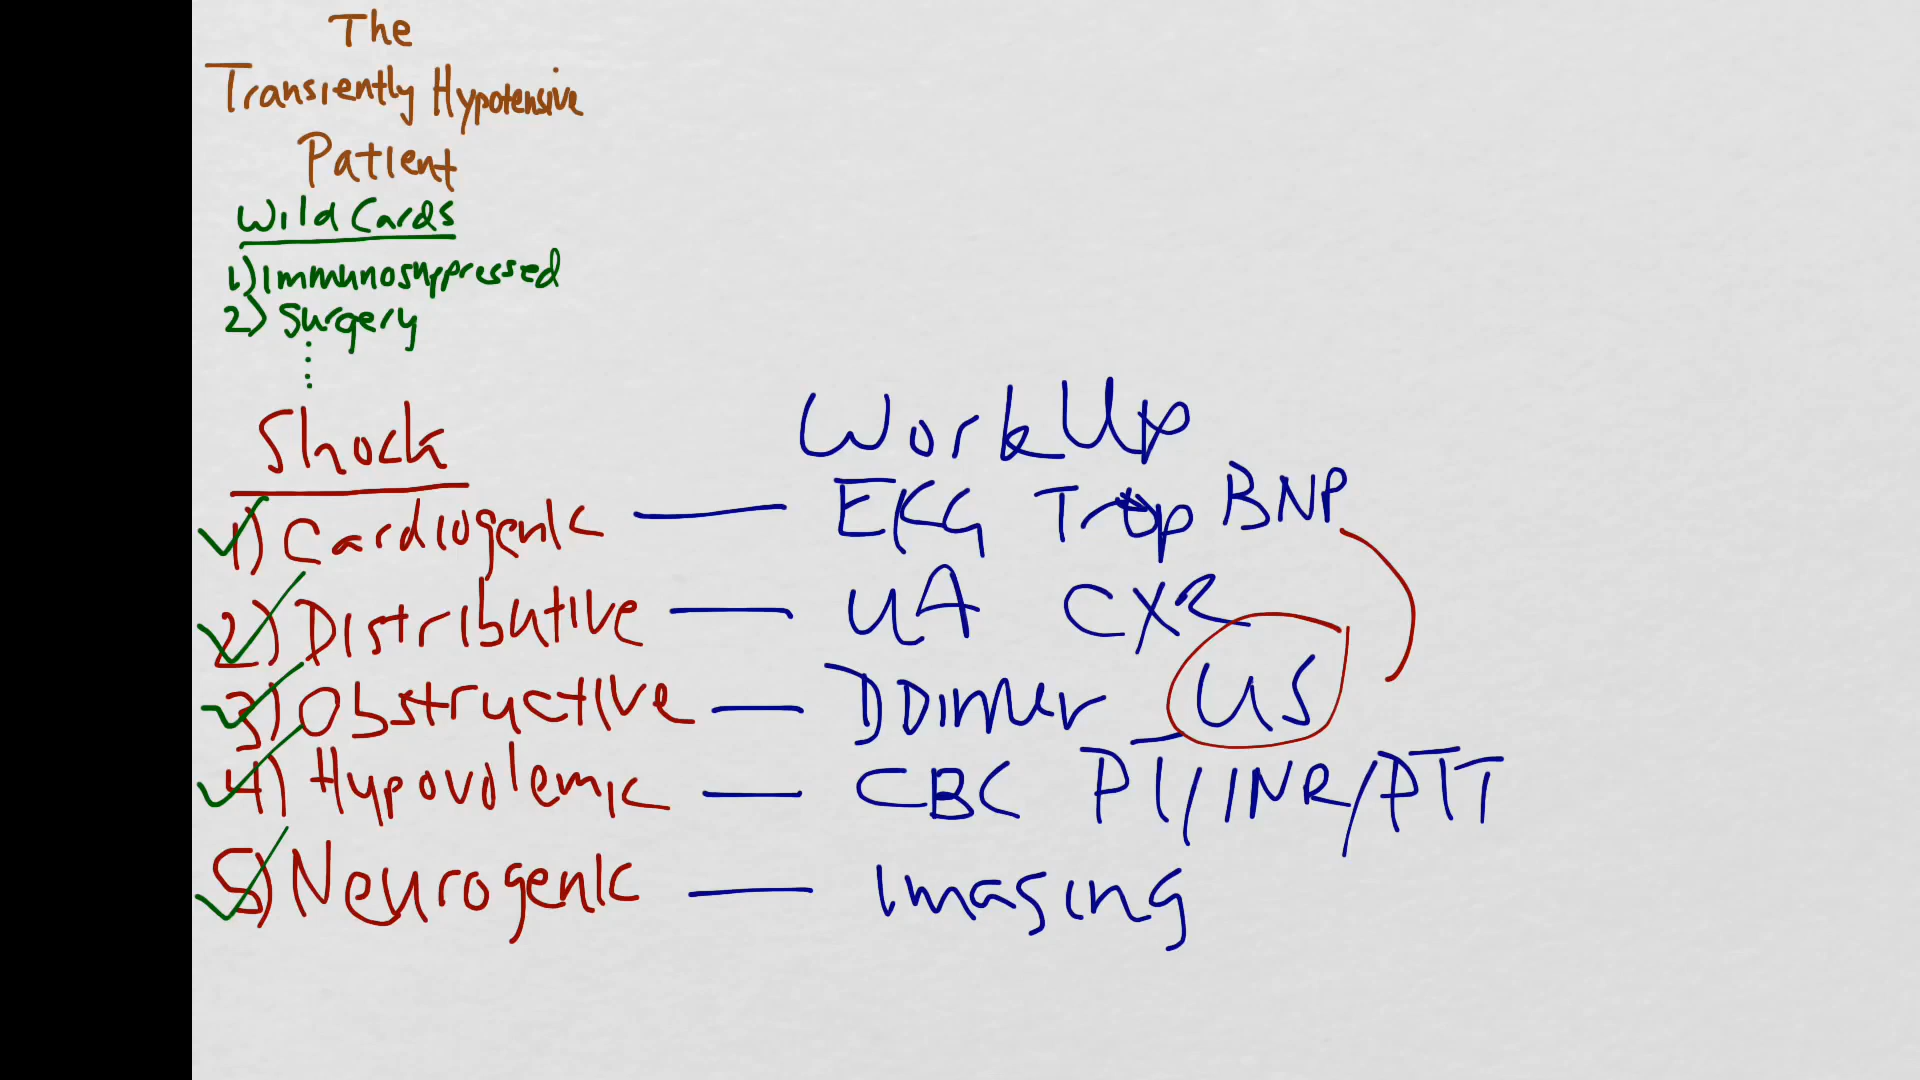 The
Transiently Hypotensive
Patient
Wild Cards
1) Immunosuppressed
2) Surgery
Shock
Work Up
1) Cardiogenic — EKG Trop BNP
2) Distributive — UA CXR
3) Obstructive — DDimer US
4) Hypovolemic — CBC PT/INR/PTT
5) Neurogenic — Imaging